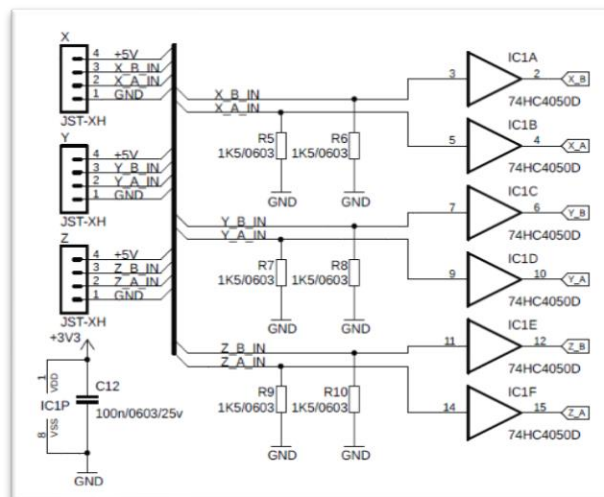 X
4 +5V
3 X_B_IN
2 X_A_IN
1 GND
JST-XH
Y
4 +5V
3 Y_B_IN
2 Y_A_IN
1 GND
JST-XH
Z
4 +5V
3 Z_B_IN
2 Z_A_IN
1 GND
JST-XH
+3V3
1 VDD
IC1P
8 VSS
C12
100n/0603/25v
GND
X_B_IN
X_A_IN
R5
1K5/0603
R6
1K5/0603
GND
GND
Y_B_IN
Y_A_IN
R7
1K5/0603
R8
1K5/0603
GND
GND
Z_B_IN
Z_A_IN
R9
1K5/0603
R10
1K5/0603
GND
GND
IC1A
3 2 X_B
74HC4050D
IC1B
5 4 X_A
74HC4050D
IC1C
7 6 Y_B
74HC4050D
IC1D
9 10 Y_A
74HC4050D
IC1E
11 12 Z_B
74HC4050D
IC1F
14 15 Z_A
74HC4050D